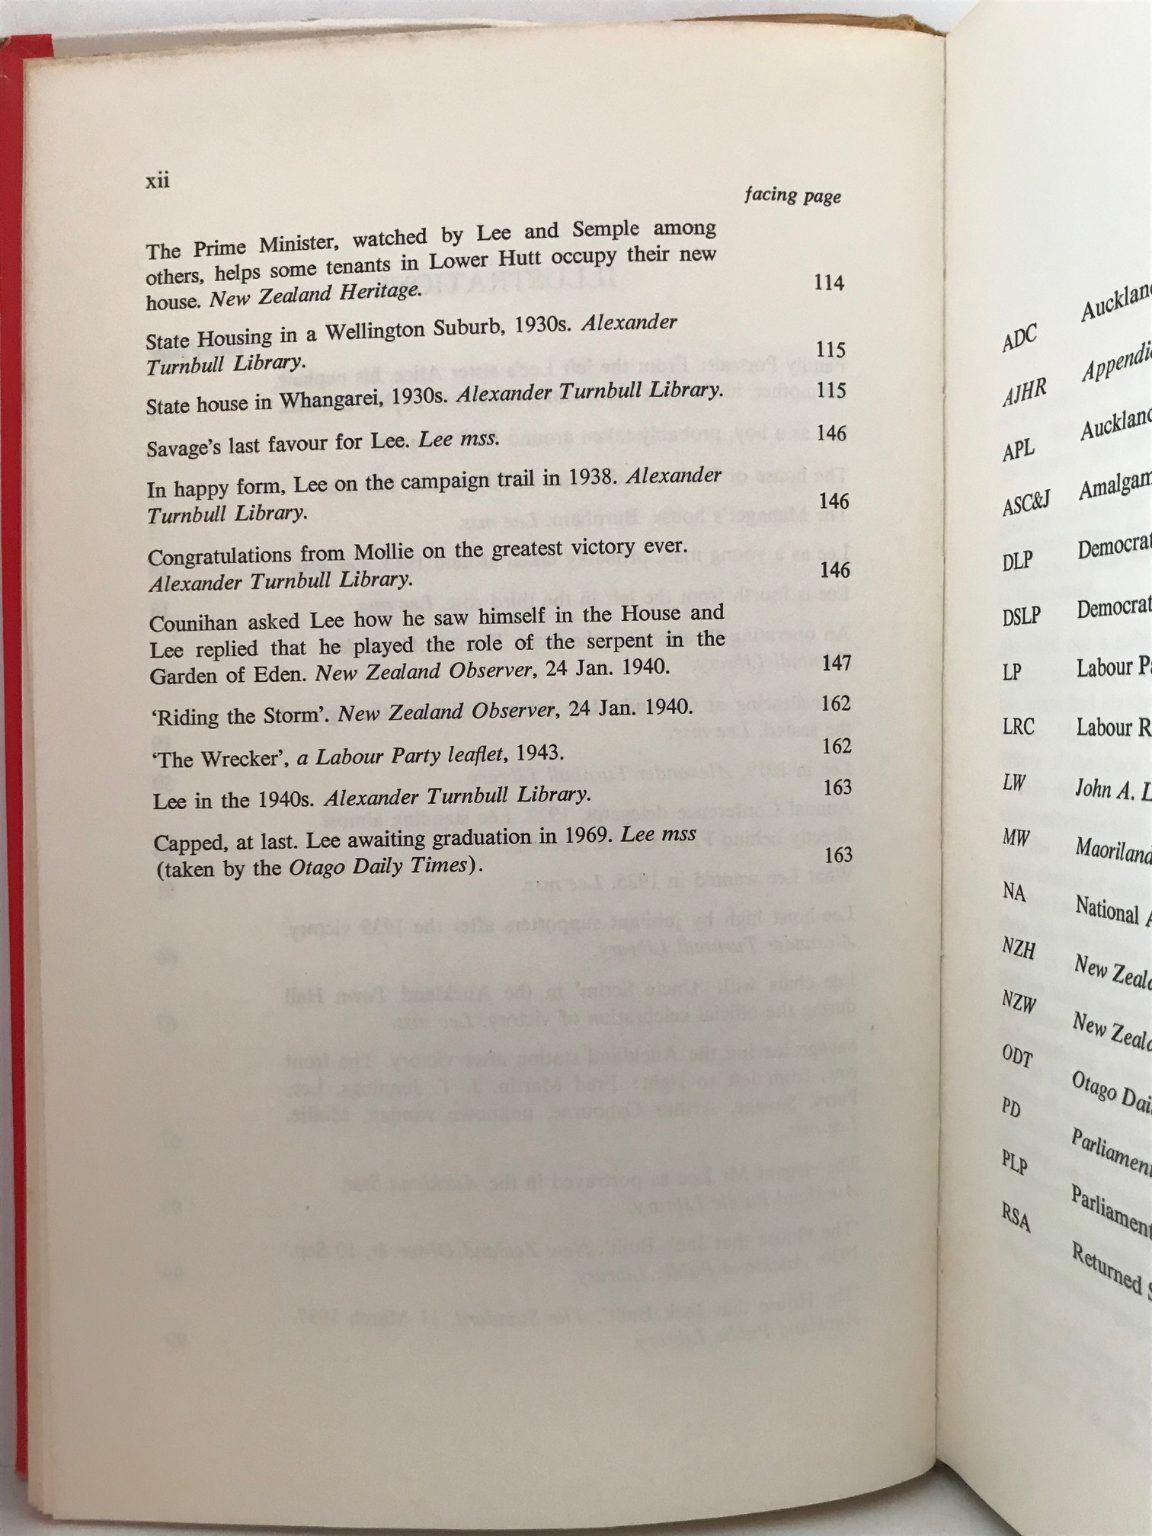 xii
facing page
The Prime Minister, watched by Lee and Semple among
others, helps some tenants in Lower Hutt occupy their new
house. New Zealand Heritage. 114
State Housing in a Wellington Suburb, 1930s. Alexander
Turnbull Library. 115
State house in Whangarei, 1930s. Alexander Turnbull Library. 115
Savage's last favour for Lee. Lee mss. 146
In happy form, Lee on the campaign trail in 1938. Alexander
Turnbull Library. 146
Congratulations from Mollie on the greatest victory ever.
Alexander Turnbull Library. 146
Counihan asked Lee how he saw himself in the House and
Lee replied that he played the role of the serpent in the
Garden of Eden. New Zealand Observer, 24 Jan. 1940. 147
‘Riding the Storm’. New Zealand Observer, 24 Jan. 1940. 162
‘The Wrecker’, a Labour Party leaflet, 1943. 162
Lee in the 1940s. Alexander Turnbull Library. 163
Capped, at last. Lee awaiting graduation in 1969. Lee mss
(taken by the Otago Daily Times). 163
ADC
AJHR
APL
ASC&J
DLP
DSLP
LP Labour
LRC Labour
LW John A.
MW
NA National
NZH New
NZW New
ODT Otago
PD
PLP
RSA Returned